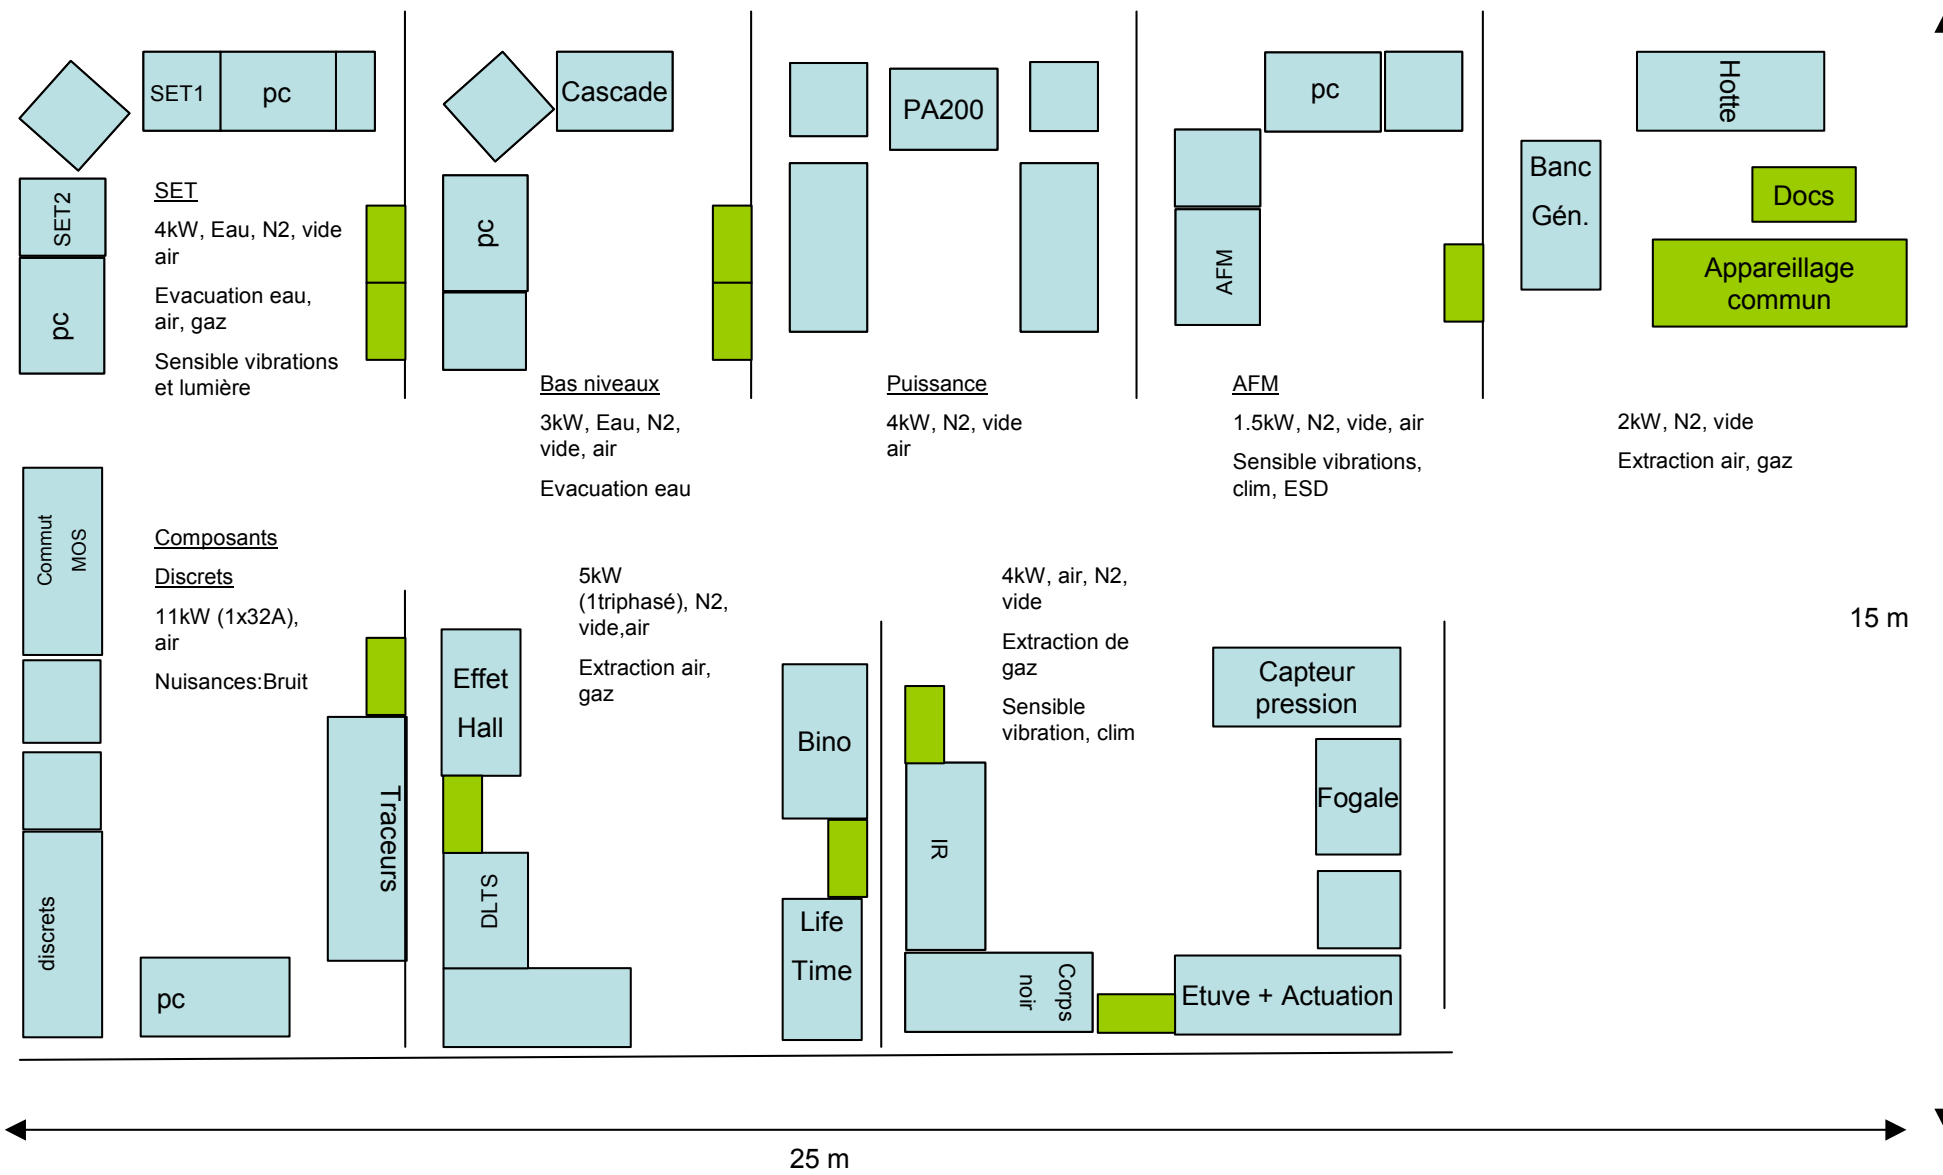 SET1
pc
SET2
pc
SET
4kW, Eau, N2, vide
air
Evacuation eau,
air, gaz
Sensible vibrations
et lumière
Cascade
pc
Bas niveaux
3kW, Eau, N2,
vide, air
Evacuation eau
PA200
Puissance
4kW, N2, vide
air
pc
AFM
AFM
1.5kW, N2, vide, air
Sensible vibrations,
clim, ESD
Hotte
Banc
Gén.
Docs
Appareillage
commun
2kW, N2, vide
Extraction air, gaz
Commut
MOS
discrets
Composants
Discrets
11kW (1x32A),
air
Nuisances:Bruit
Traceurs
pc
5kW
(1triphasé), N2,
vide,air
Extraction air,
gaz
Effet
Hall
DLTS
Bino
Life
Time
4kW, air, N2,
vide
Extraction de
gaz
Sensible
vibration, clim
IR
Corps
noir
Capteur
pression
Fogale
Etuve + Actuation
15 m
25 m